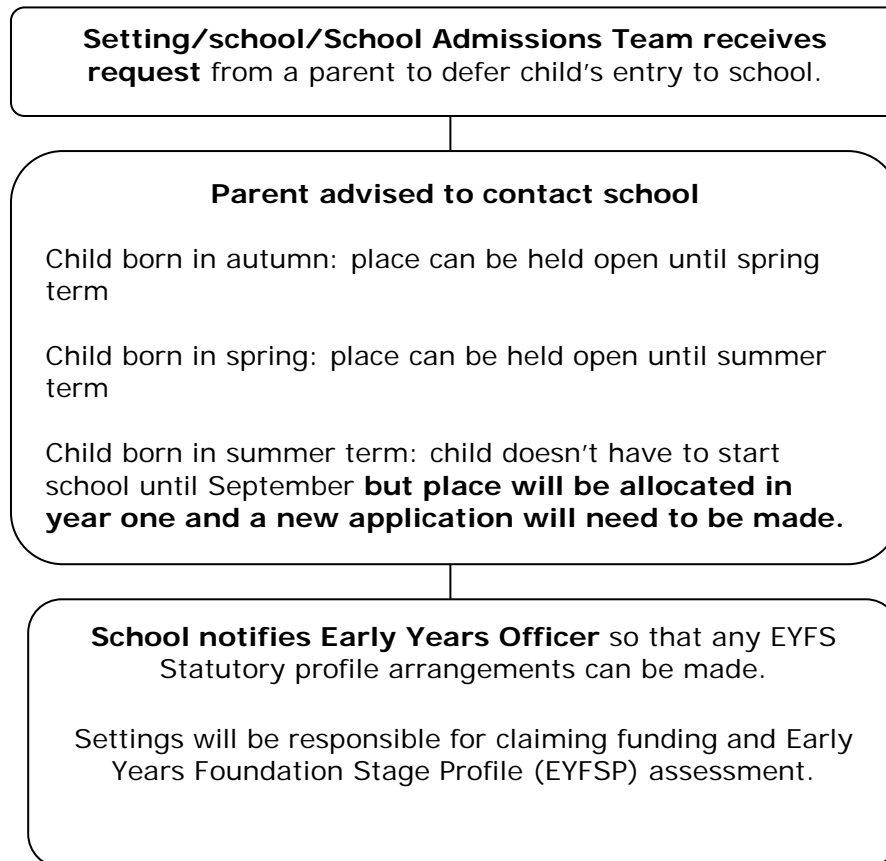 Setting/school/School Admissions Team receives
request from a parent to defer child’s entry to school.
Parent advised to contact school
Child born in autumn: place can be held open until spring
term
Child born in spring: place can be held open until summer
term
Child born in summer term: child doesn’t have to start
school until September but place will be allocated in
year one and a new application will need to be made.
School notifies Early Years Officer so that any EYFS
Statutory profile arrangements can be made.
Settings will be responsible for claiming funding and Early
Years Foundation Stage Profile (EYFSP) assessment.